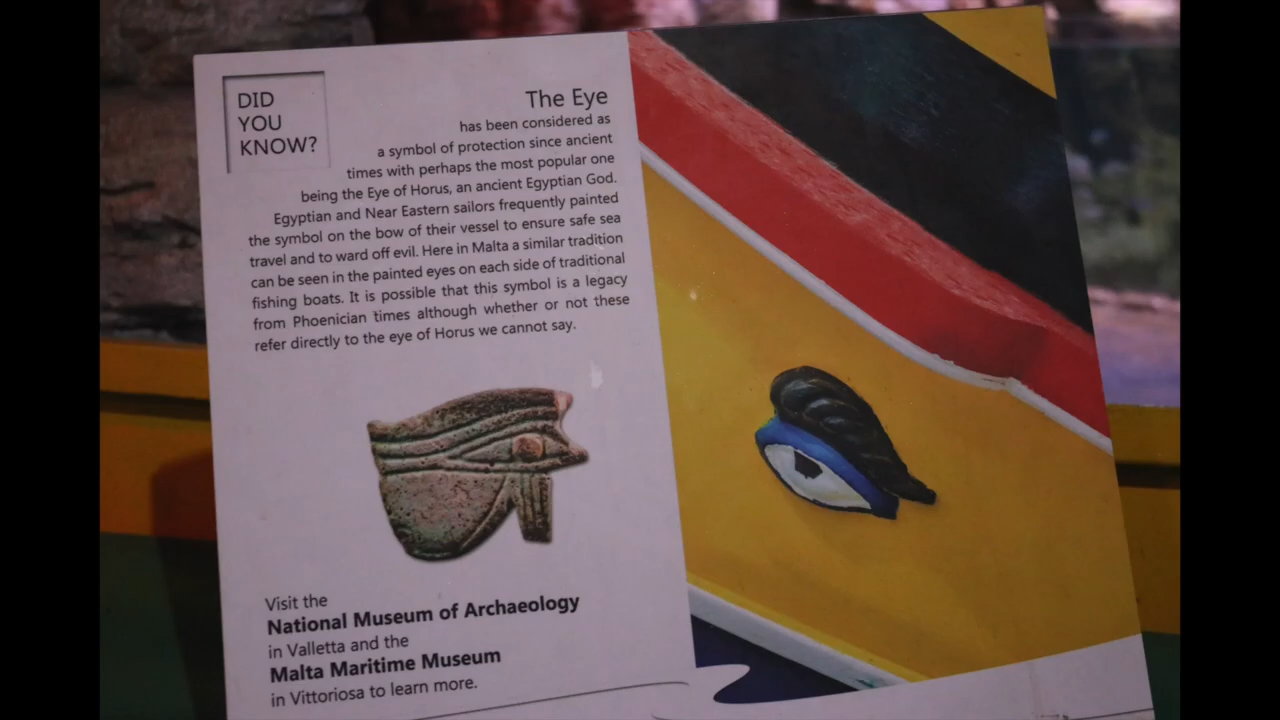 DID
YOU
KNOW?
The Eye
has been considered as
a symbol of protection since ancient
times with perhaps the most popular one
being the Eye of Horus, an ancient Egyptian God.
Egyptian and Near Eastern sailors frequently painted
the symbol on the bow of their vessel to ensure safe sea
travel and to ward off evil. Here in Malta a similar tradition
can be seen in the painted eyes on each side of traditional
fishing boats. It is possible that this symbol is a legacy
from Phoenician times although whether or not these
refer directly to the eye of Horus we cannot say.
Visit the
National Museum of Archaeology
in Valletta and the
Malta Maritime Museum
in Vittoriosa to learn more.